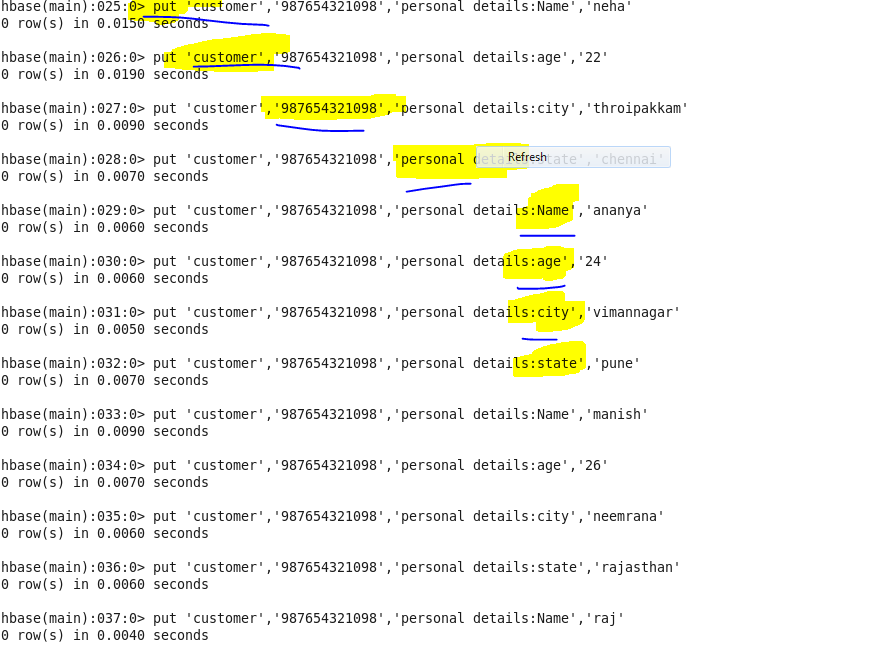 hbase(main):025:0> put 'customer','987654321098','personal details:Name','neha'
0 row(s) in 0.0150 seconds
hbase(main):026:0> put 'customer','987654321098','personal details:age','22'
0 row(s) in 0.0190 seconds
hbase(main):027:0> put 'customer','987654321098','personal details:city','throipakkam'
0 row(s) in 0.0090 seconds
hbase(main):028:0> put 'customer','987654321098','personal details:state','chennai'
Refresh
0 row(s) in 0.0070 seconds
hbase(main):029:0> put 'customer','987654321098','personal details:Name','ananya'
0 row(s) in 0.0060 seconds
hbase(main):030:0> put 'customer','987654321098','personal details:age','24'
0 row(s) in 0.0060 seconds
hbase(main):031:0> put 'customer','987654321098','personal details:city','vimannagar'
0 row(s) in 0.0050 seconds
hbase(main):032:0> put 'customer','987654321098','personal details:state','pune'
0 row(s) in 0.0070 seconds
hbase(main):033:0> put 'customer','987654321098','personal details:Name','manish'
0 row(s) in 0.0090 seconds
hbase(main):034:0> put 'customer','987654321098','personal details:age','26'
0 row(s) in 0.0070 seconds
hbase(main):035:0> put 'customer','987654321098','personal details:city','neemrana'
0 row(s) in 0.0060 seconds
hbase(main):036:0> put 'customer','987654321098','personal details:state','rajasthan'
0 row(s) in 0.0060 seconds
hbase(main):037:0> put 'customer','987654321098','personal details:Name','raj'
0 row(s) in 0.0040 seconds